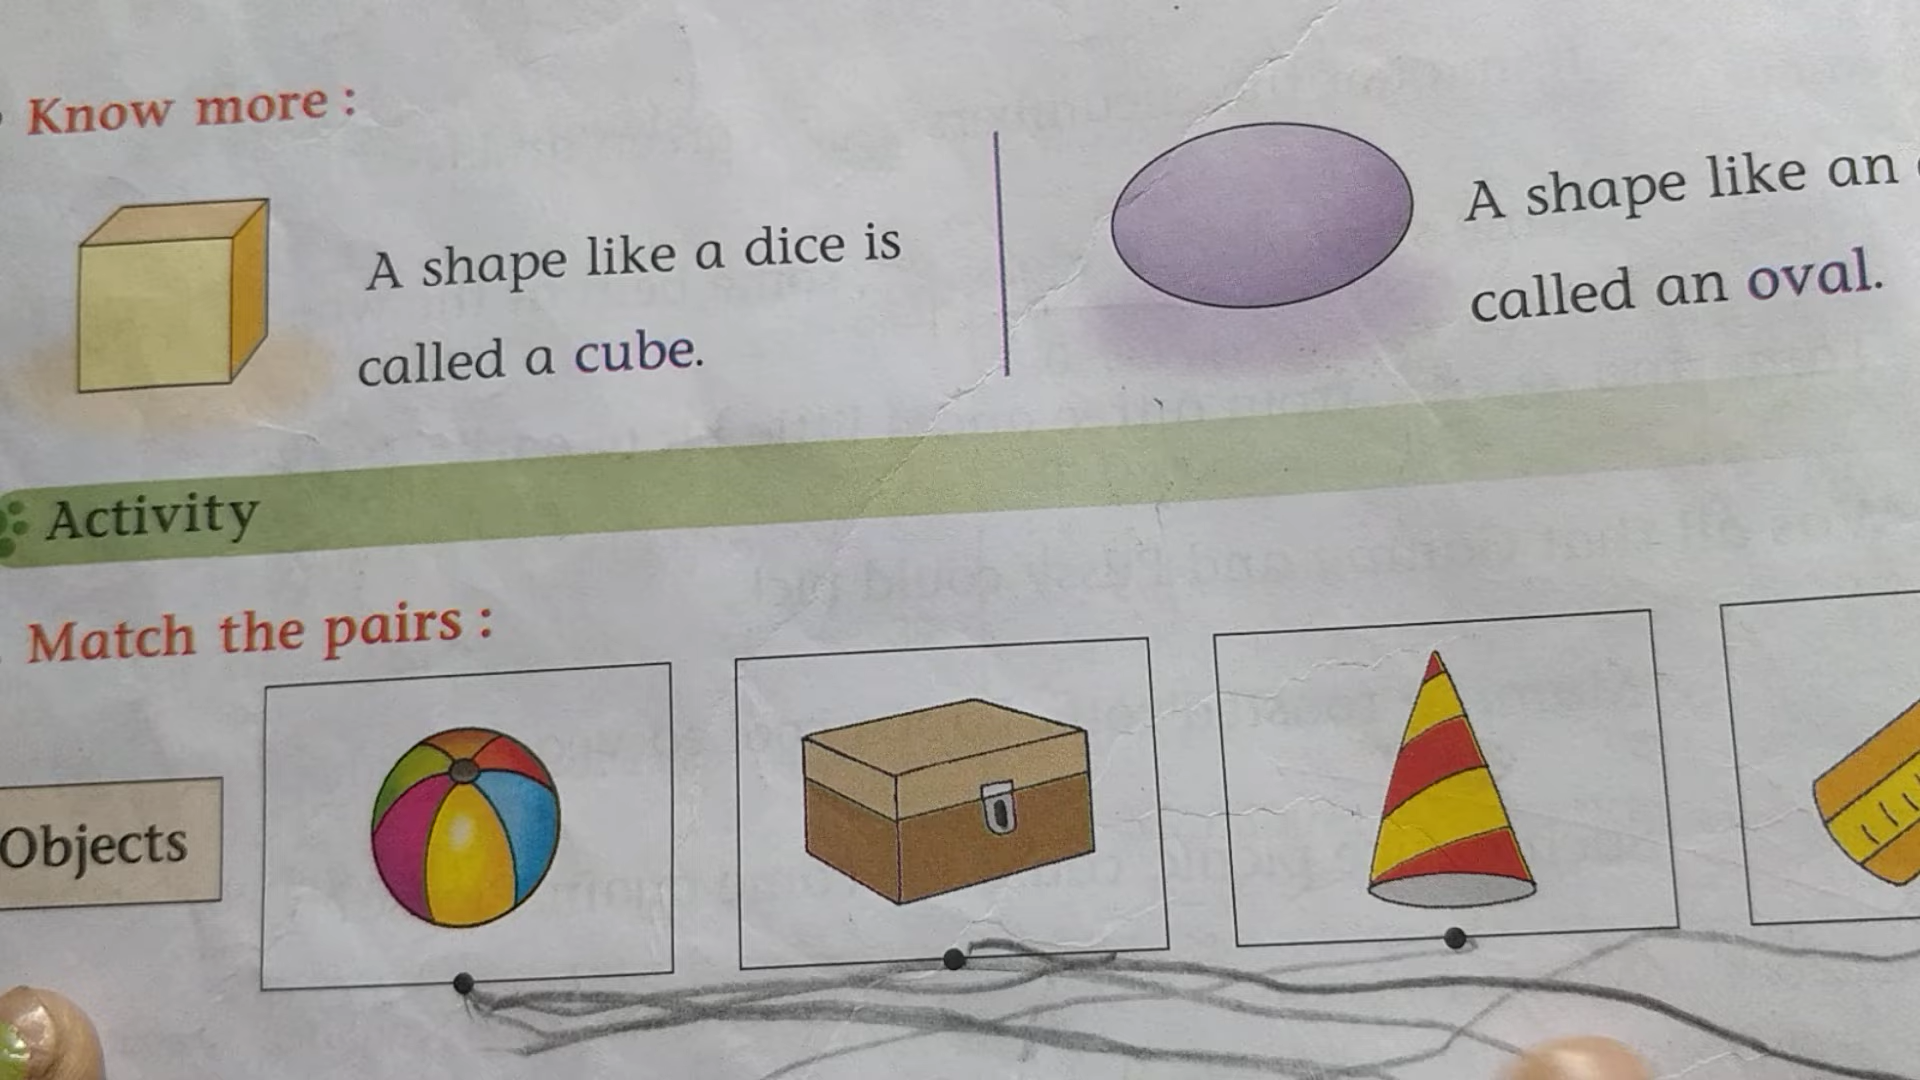 Know more :
A shape like a dice is
called a cube.
A shape like an
called an oval.
Activity
Match the pairs :
Objects